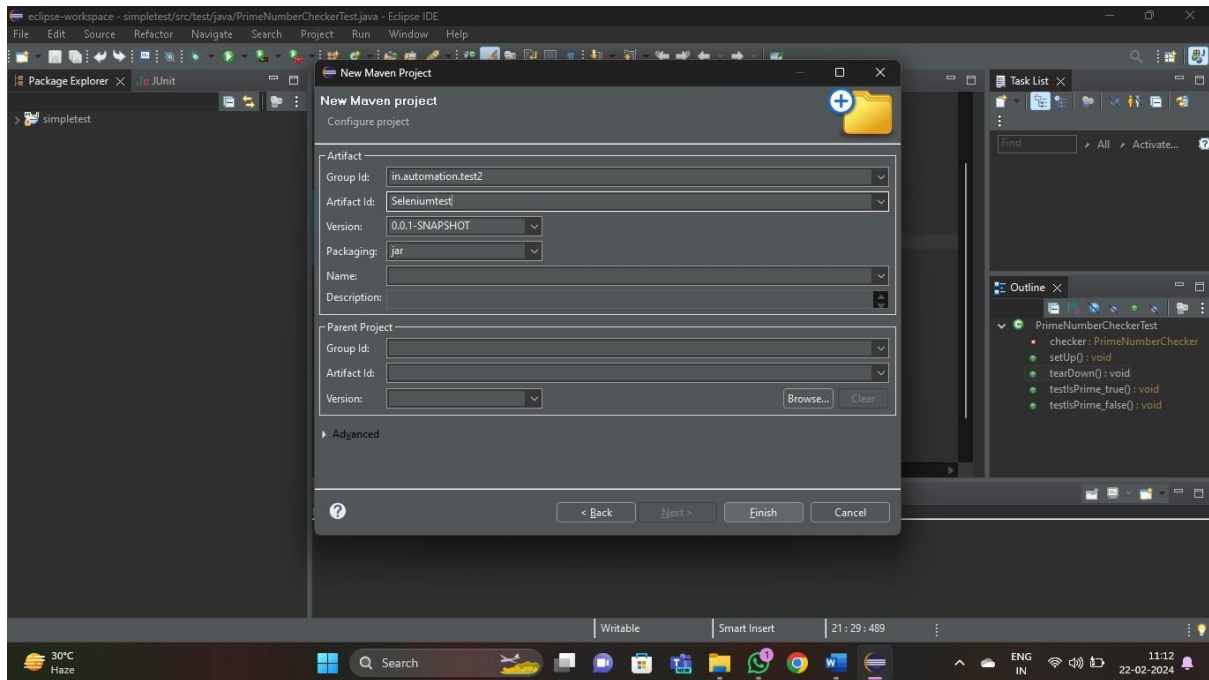 eclipse-workspace - simpletest/src/test/java/PrimeNumberCheckerTest.java - Eclipse IDE
File Edit Source Refactor Navigate Search Project Run Window Help
Package Explorer
JUnit
simpletest
New Maven Project
New Maven project
Configure project
Artifact
Group Id: in.automation.test2
Artifact Id: Seleniumtest
Version: 0.0.1-SNAPSHOT
Packaging: jar
Name:
Description:
Parent Project
Group Id:
Artifact Id:
Version:
Browse... Clear
Advanced
< Back Next > Finish Cancel
Task List
Find All Activate...
Outline
PrimeNumberCheckerTest
checker : PrimeNumberChecker
setUp() : void
tearDown() : void
testIsPrime_true() : void
testIsPrime_false() : void
Writable Smart Insert 21 : 29 : 489
30°C
Haze
Search
1
ENG
IN
11:12
22-02-2024